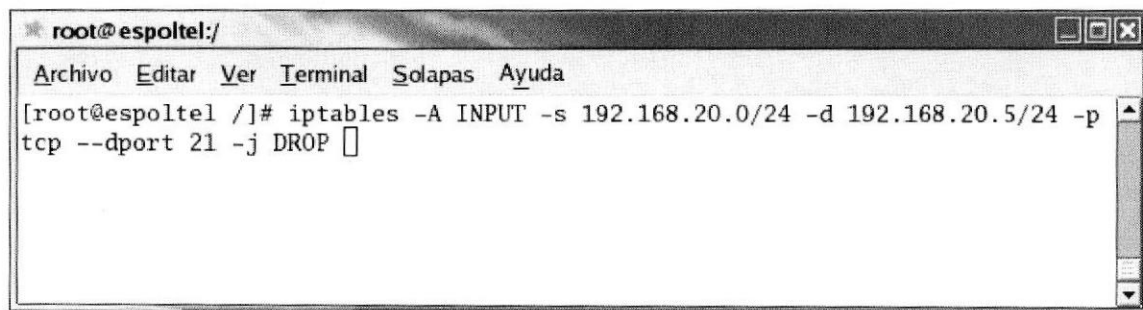 root@espoltel:/
Archivo Editar Ver Terminal Solapas Ayuda
[root@espoltel /]# iptables -A INPUT -s 192.168.20.0/24 -d 192.168.20.5/24 -p
tcp --dport 21 -j DROP